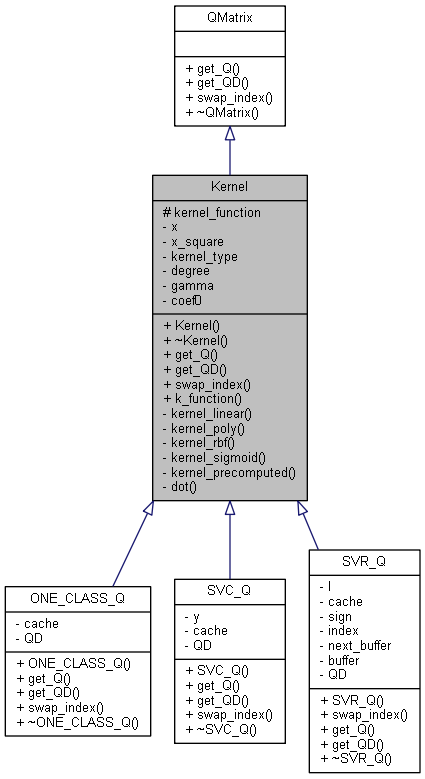 QMatrix
+ get_Q()
+ get_QD()
+ swap_index()
+ ~QMatrix()
Kernel
# kernel_function
- x
- x_square
- kernel_type
- degree
- gamma
- coef0
+ Kernel()
+ ~Kernel()
+ get_Q()
+ get_QD()
+ swap_index()
+ k_function()
- kernel_linear()
- kernel_poly()
- kernel_rbf()
- kernel_sigmoid()
- kernel_precomputed()
- dot()
ONE_CLASS_Q
- cache
- QD
+ ONE_CLASS_Q()
+ get_Q()
+ get_QD()
+ swap_index()
+ ~ONE_CLASS_Q()
SVC_Q
- y
- cache
- QD
+ SVC_Q()
+ get_Q()
+ get_QD()
+ swap_index()
+ ~SVC_Q()
SVR_Q
- l
- cache
- sign
- index
- next_buffer
- buffer
- QD
+ SVR_Q()
+ swap_index()
+ get_Q()
+ get_QD()
+ ~SVR_Q()